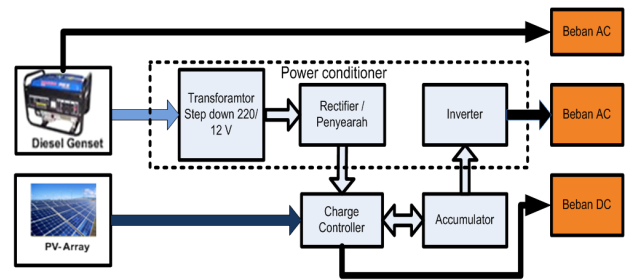 Beban AC
Power conditioner
Diesel Genset
Transforamtor
Step down 220/
12 V
Rectifier /
Penyearah
Inverter
Beban AC
PV- Array
Charge
Controller
Accumulator
Beban DC